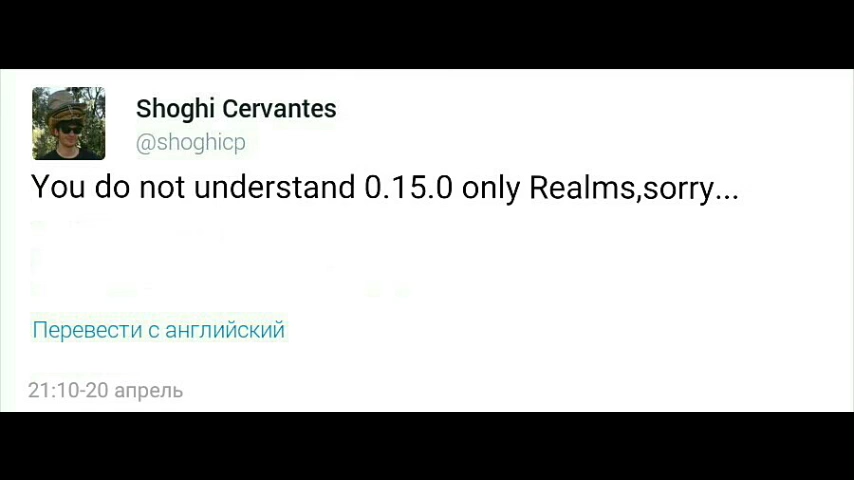 Shoghi Cervantes
@shoghicp
You do not understand 0.15.0 only Realms,sorry...
Перевести с английский
21:10-20 апрель